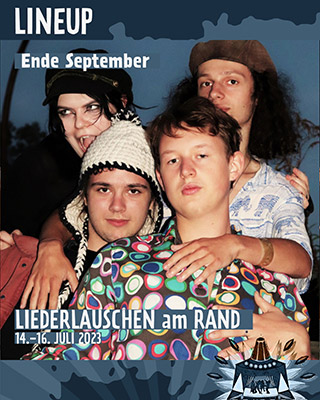 LINEUP
Ende September
LIEDERLAUSCHEN am RAND
14.–16. JULI 2023